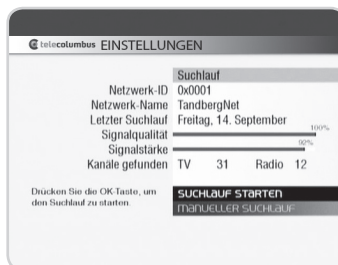 telecolumbus EINSTELLUNGEN
Suchlauf
Netzwerk-ID 0x0001
Netzwerk-Name TandbergNet
Letzter Suchlauf Freitag, 14. September
Signalqualität 100%
Signalstärke 92%
Kanäle gefunden TV 31 Radio 12
Drücken Sie die OK-Taste, um
den Suchlauf zu starten.
SUCHLAUF STARTEN
MANUELLER SUCHLAUF